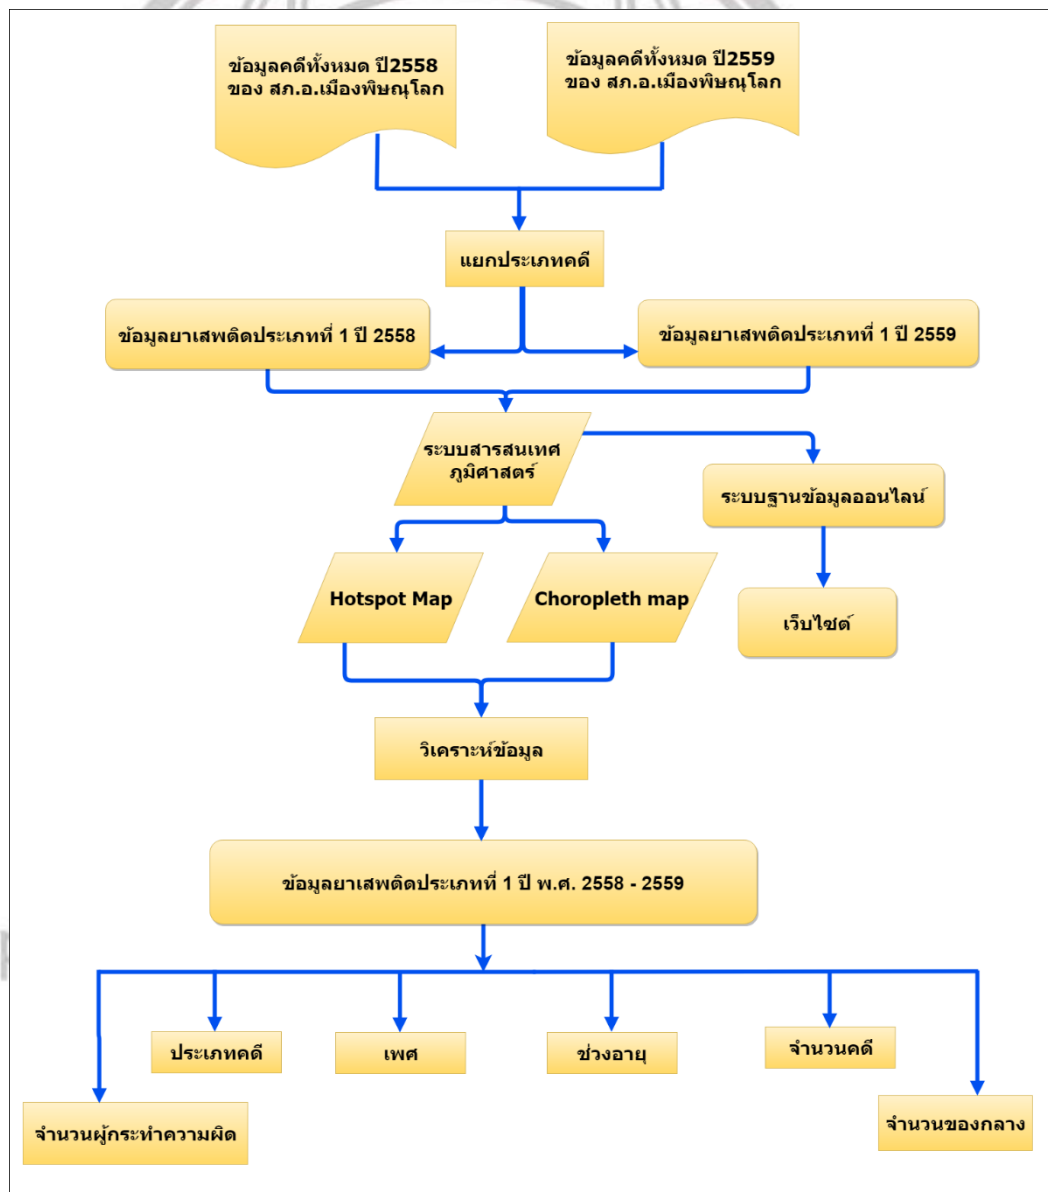 ข้อมูลคดีทั้งหมด ปี2558
ของ สภ.อ.เมืองพิษณุโลก
ข้อมูลคดีทั้งหมด ปี2559
ของ สภ.อ.เมืองพิษณุโลก
แยกประเภทคดี
ข้อมูลยาเสพติดประเภทที่ 1 ปี 2558
ข้อมูลยาเสพติดประเภทที่ 1 ปี 2559
ระบบสารสนเทศ
ภูมิศาสตร์
ระบบฐานข้อมูลออนไลน์
Hotspot Map
Choropleth map
เว็บไซต์
วิเคราะห์ข้อมูล
ข้อมูลยาเสพติดประเภทที่ 1 ปี พ.ศ. 2558 - 2559
ประเภทคดี
เพศ
ช่วงอายุ
จำนวนคดี
จำนวนผู้กระทำความผิด
จำนวนของกลาง